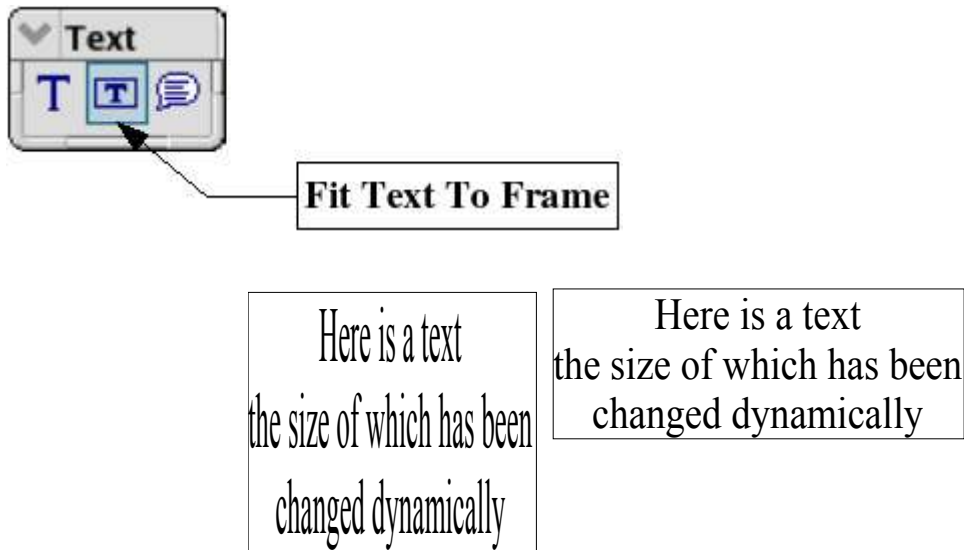 Text
T T
Fit Text To Frame
Here is a text
the size of which has been
changed dynamically
Here is a text
the size of which has been
changed dynamically